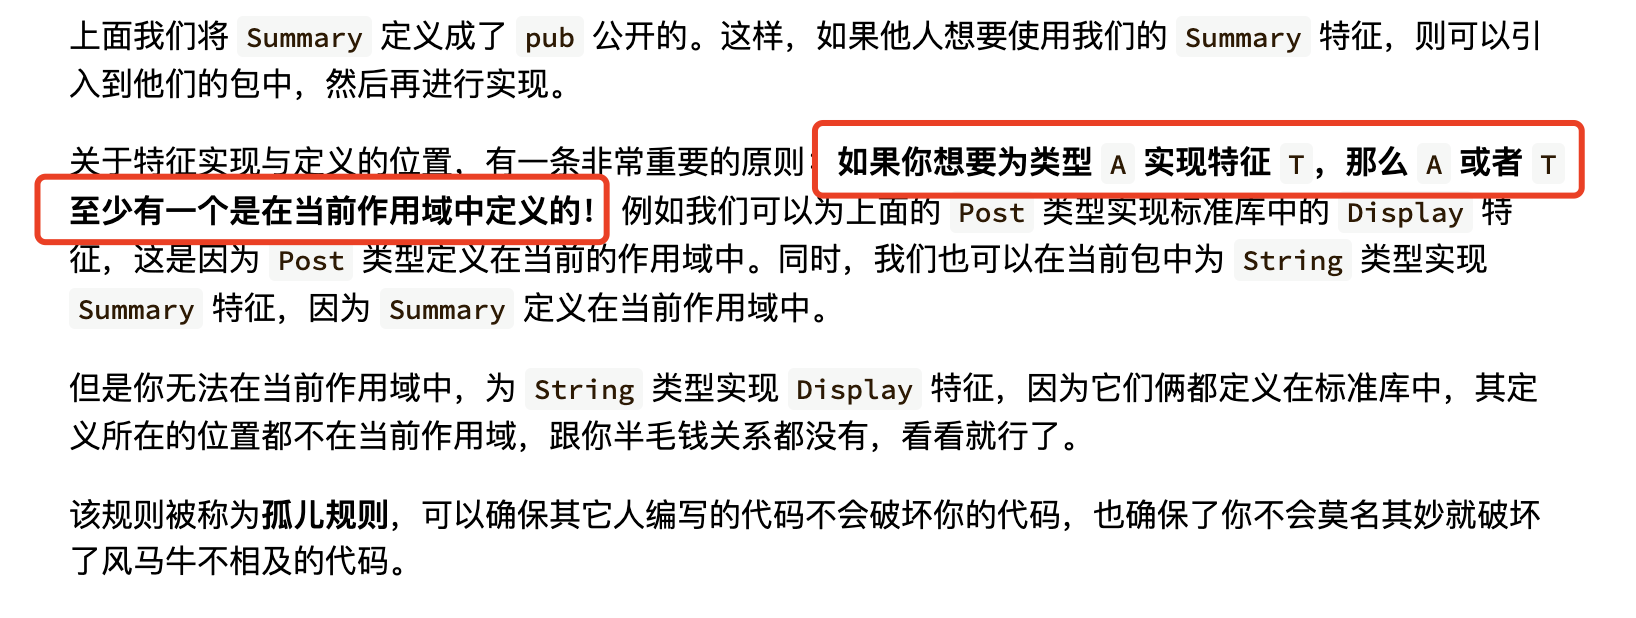 上面我们将 Summary 定义成了 pub 公开的。这样，如果他人想要使用我们的 Summary 特征，则可以引
入到他们的包中，然后再进行实现。
关于特征实现与定义的位置，有一条非常重要的原则：如果你想要为类型 A 实现特征 T，那么 A 或者 T
至少有一个是在当前作用域中定义的！例如我们可以为上面的 Post 类型实现标准库中的 Display 特
征，这是因为 Post 类型定义在当前的作用域中。同时，我们也可以在当前包中为 String 类型实现
Summary 特征，因为 Summary 定义在当前作用域中。
但是你无法在当前作用域中，为 String 类型实现 Display 特征，因为它们俩都定义在标准库中，其定
义所在的位置都不在当前作用域，跟你半毛钱关系都没有，看看就行了。
该规则被称为孤儿规则，可以确保其它人编写的代码不会破坏你的代码，也确保了你不会莫名其妙就破坏
了风马牛不相及的代码。